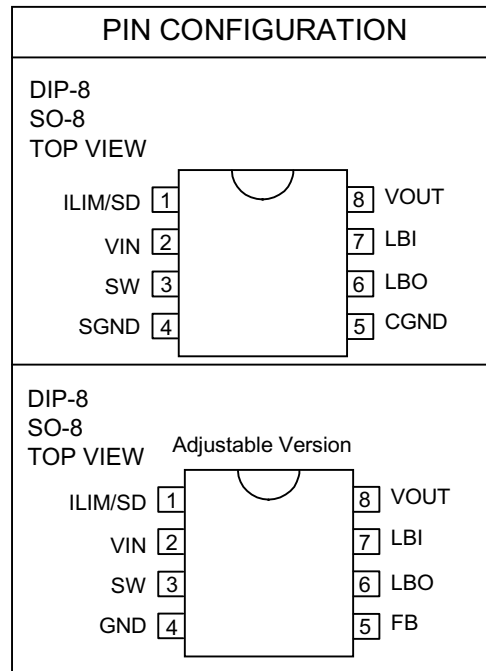 PIN CONFIGURATION
DIP-8
SO-8
TOP VIEW
ILIM/SD 1 8 VOUT
VIN 2 7 LBI
SW 3 6 LBO
SGND 4 5 CGND
DIP-8
SO-8
TOP VIEW Adjustable Version
ILIM/SD 1 8 VOUT
VIN 2 7 LBI
SW 3 6 LBO
GND 4 5 FB